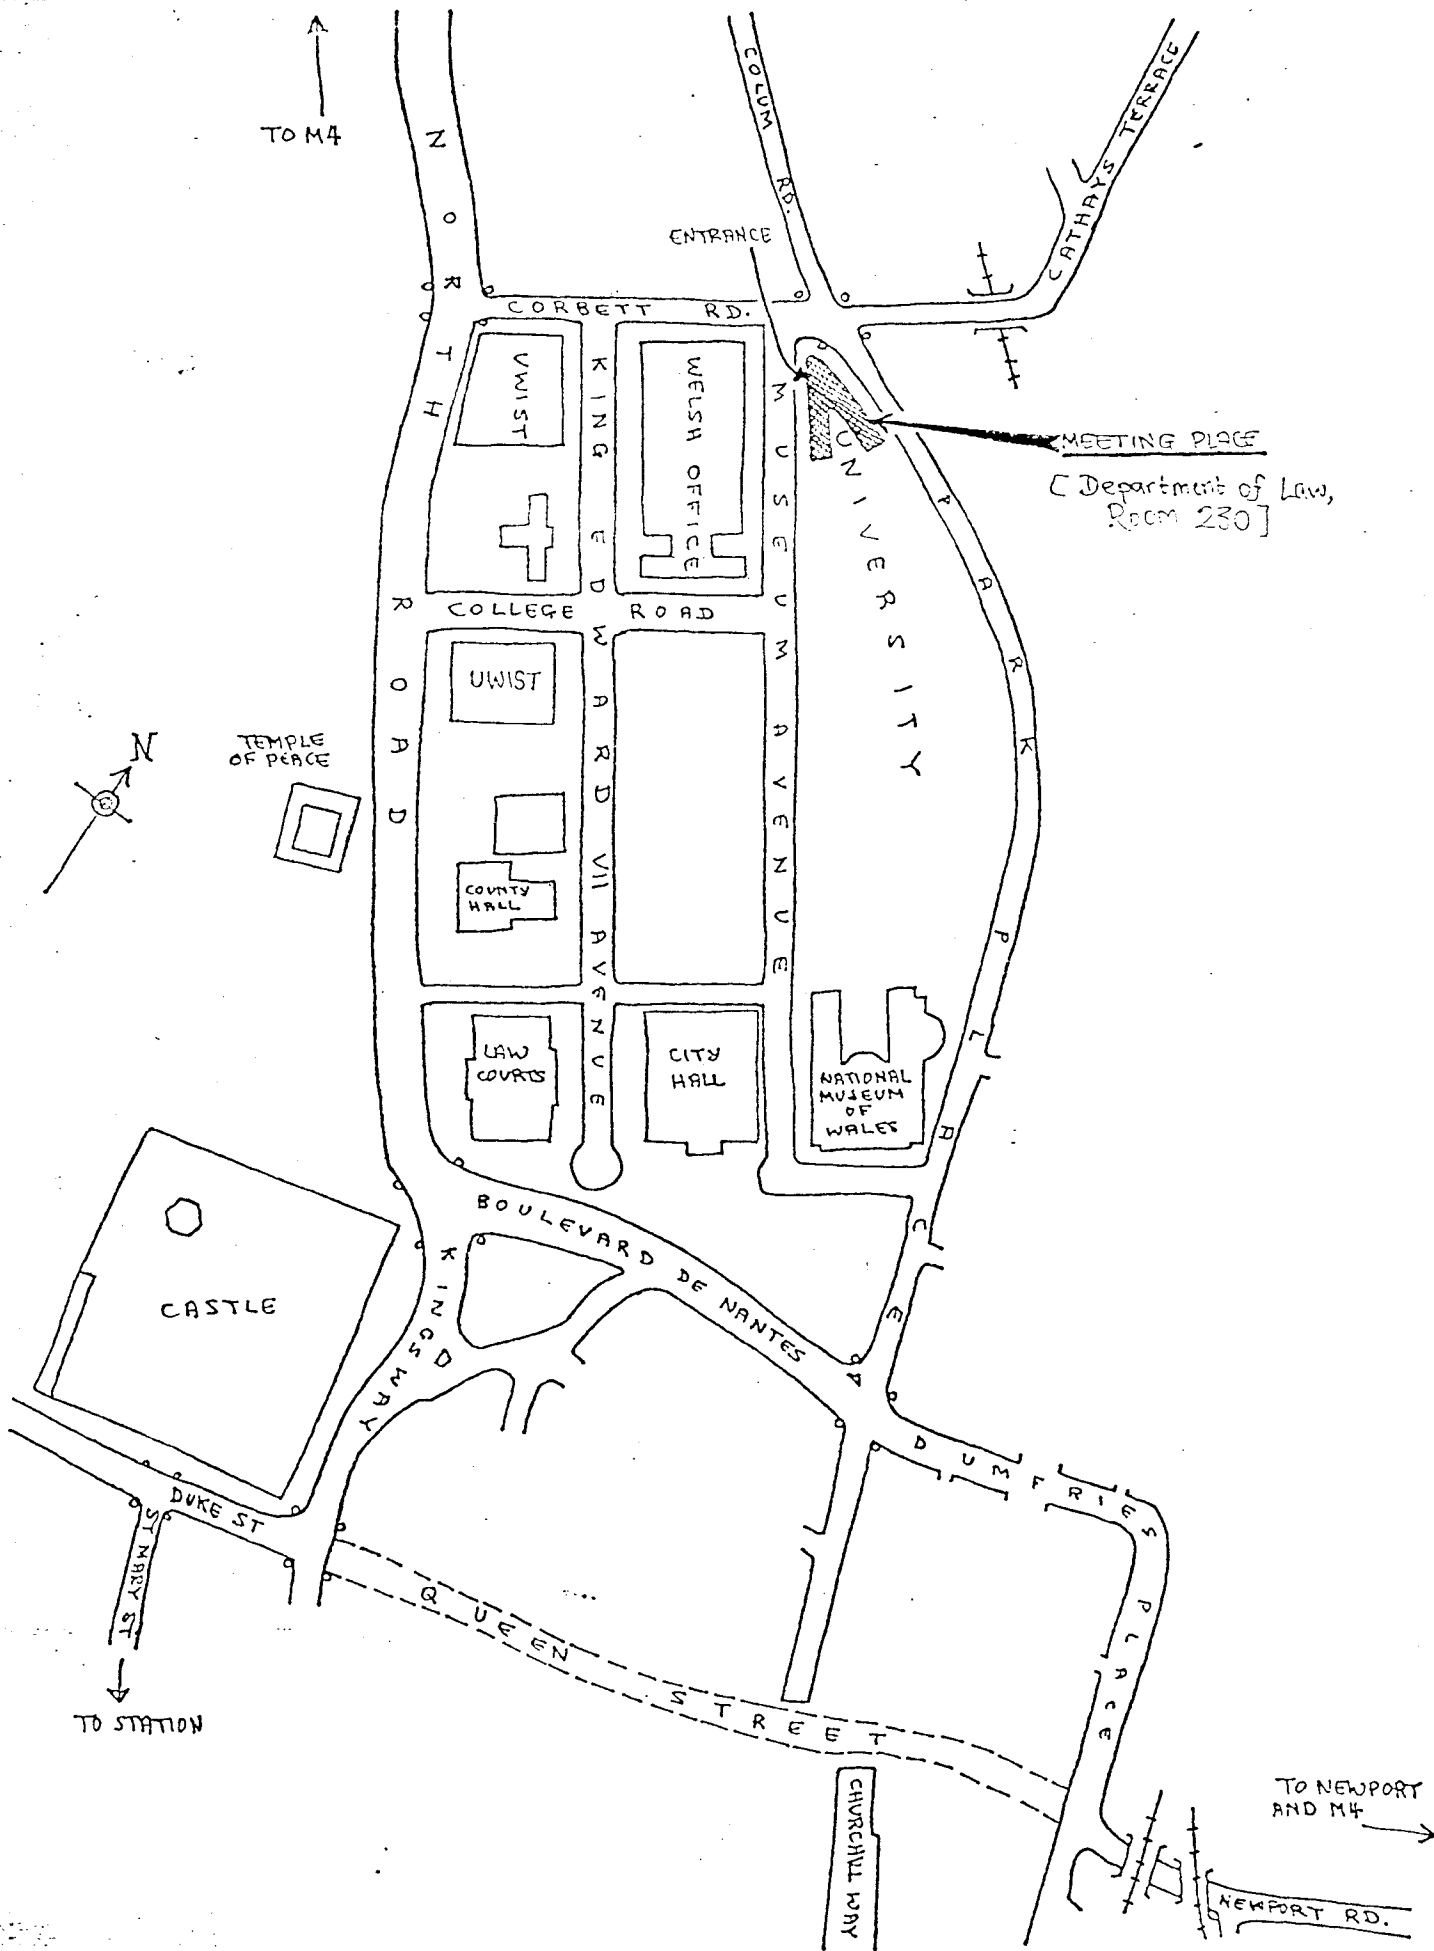 TO M4
NORTH ROAD
COLUM RD.
CATHAYS TERRACE
ENTRANCE
CORBETT RD.
UWIST
KING EDWARD VII AVENUE
WELSH OFFICE
MUSEUM AVENUE
UNIVERSITY
PARK PLACE
MEETING PLACE
[Department of Law,
Room 230]
COLLEGE ROAD
UWIST
N
TEMPLE
OF PEACE
COUNTY
HALL
LAW
COURTS
CITY
HALL
NATIONAL
MUSEUM
OF
WALES
BOULEVARD DE NANTES
KINGSWAY
CASTLE
DUKE ST
ST MARY ST
TO STATION
DUMFRIES PLACE
QUEEN STREET
CHURCHILL WAY
TO NEWPORT
AND M4
NEWPORT RD.